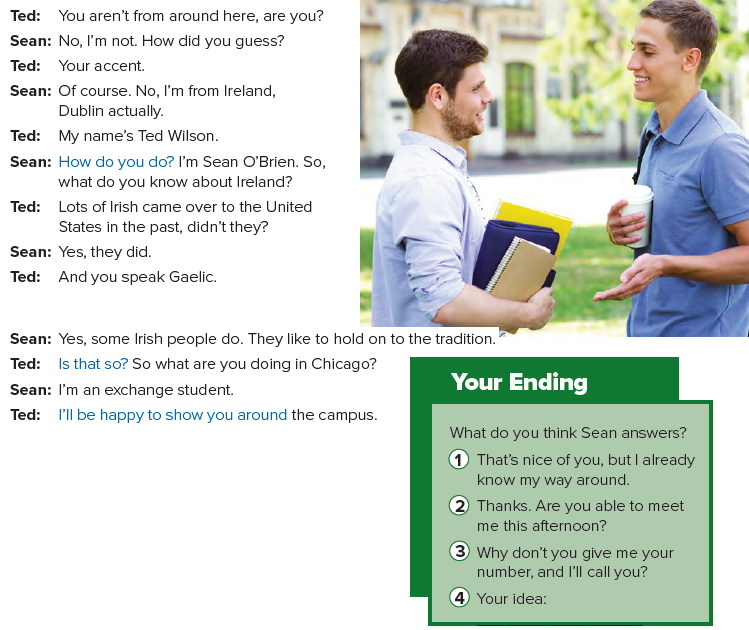 Ted: You aren’t from around here, are you?
Sean: No, I’m not. How did you guess?
Ted: Your accent.
Sean: Of course. No, I’m from Ireland,
Dublin actually.
Ted: My name’s Ted Wilson.
Sean: How do you do? I’m Sean O’Brien. So,
what do you know about Ireland?
Ted: Lots of Irish came over to the United
States in the past, didn’t they?
Sean: Yes, they did.
Ted: And you speak Gaelic.
Sean: Yes, some Irish people do. They like to hold on to the tradition.
Ted: Is that so? So what are you doing in Chicago?
Sean: I’m an exchange student.
Ted: I’ll be happy to show you around the campus.
Your Ending
What do you think Sean answers?
1 That’s nice of you, but I already
know my way around.
2 Thanks. Are you able to meet
me this afternoon?
3 Why don’t you give me your
number, and I’ll call you?
4 Your idea: